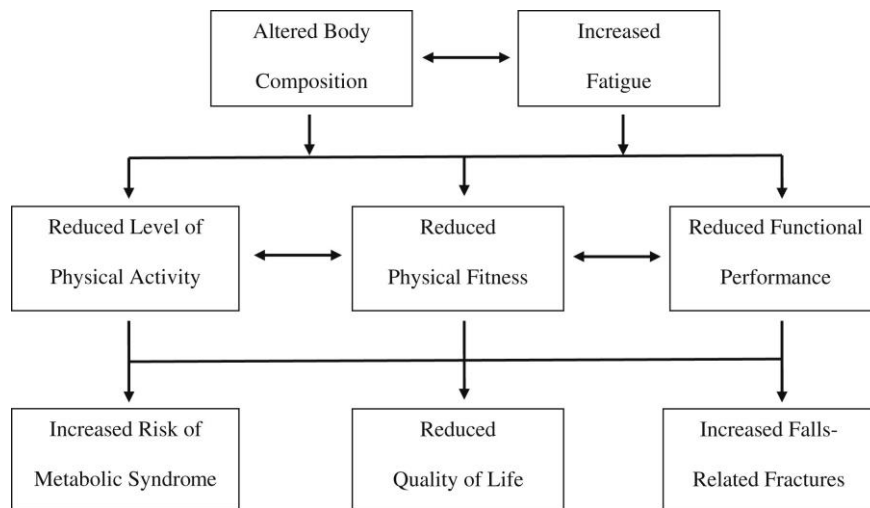 Altered Body
Composition
Increased
Fatigue
Reduced Level of
Physical Activity
Reduced
Physical Fitness
Reduced Functional
Performance
Increased Risk of
Metabolic Syndrome
Reduced
Quality of Life
Increased Falls-
Related Fractures